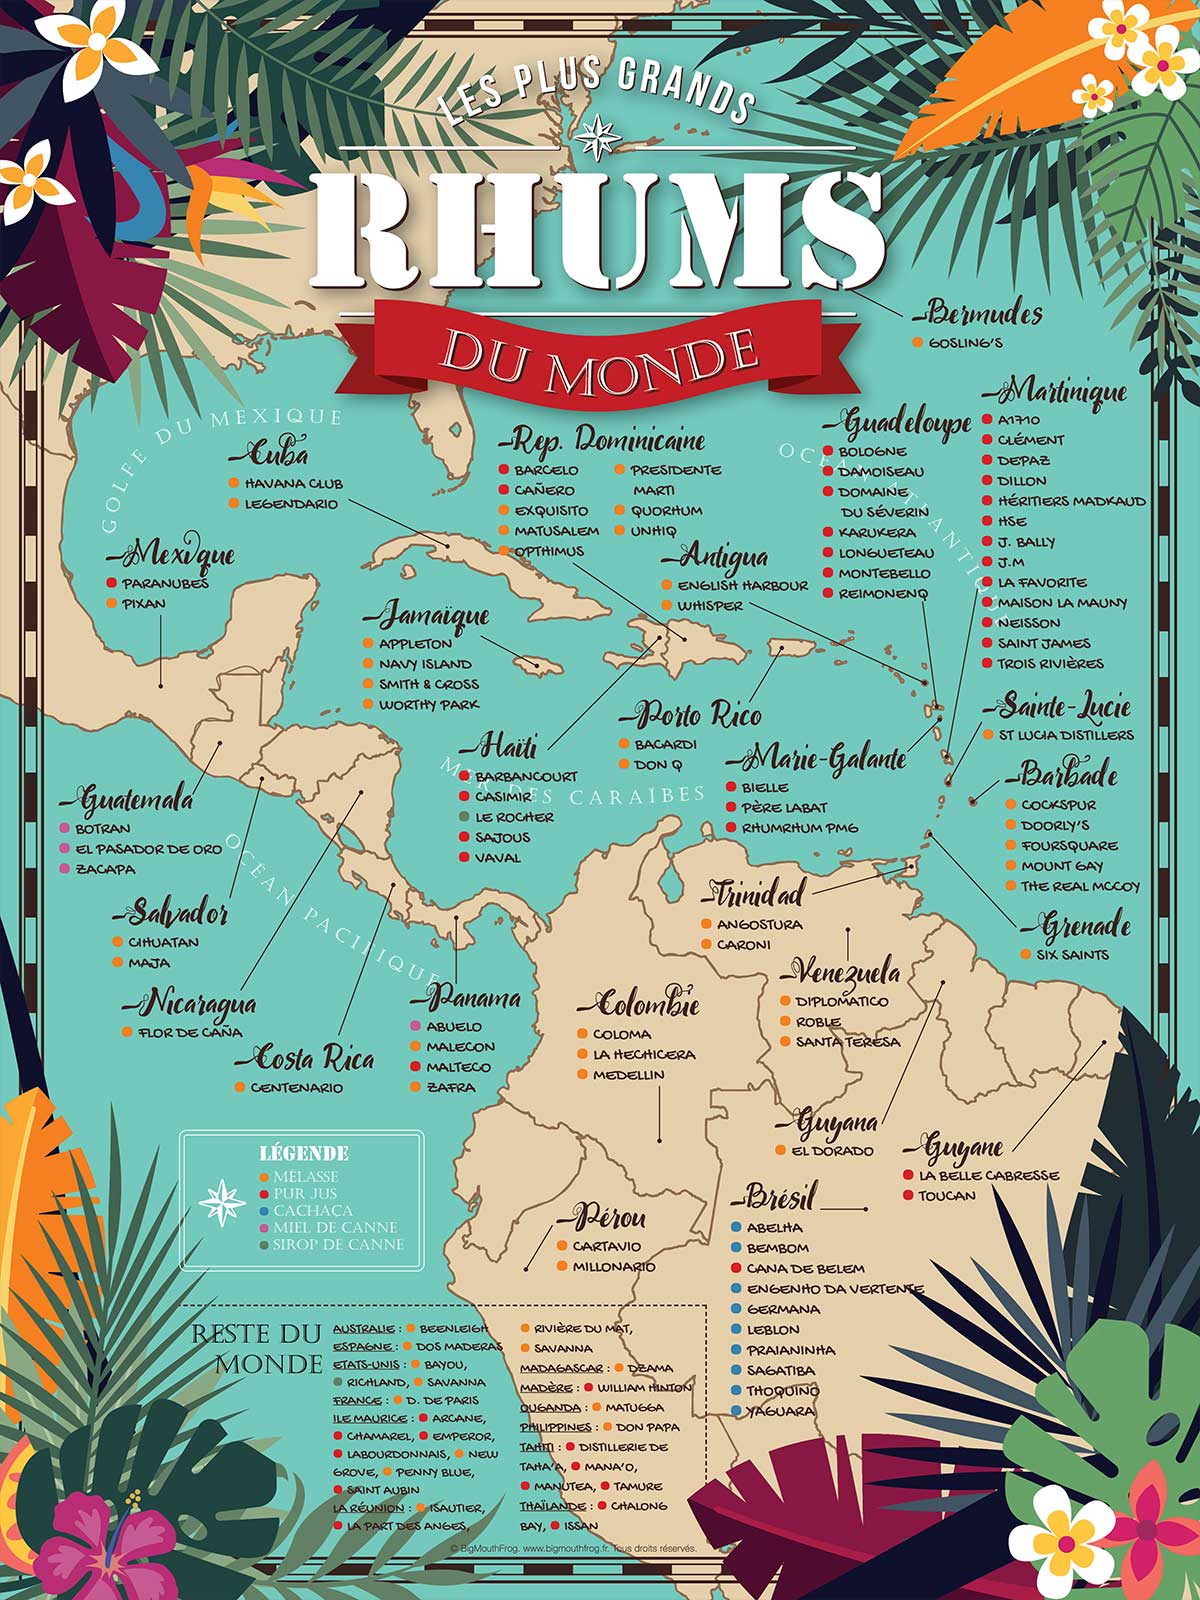 LES PLUS GRANDS
RHUMS
DU MONDE
Bermudes
GOSLING'S
GOLFE DU MEXIQUE
OCÉAN ATLANTIQUE
MER DES CARAÏBES
OCÉAN PACIFIQUE
Cuba
HAVANA CLUB
LEGENDARIO
Rep. Dominicaine
BARCELO
CAÑERO
EXQUISITO
MATUSALEM
OPTHIMUS
PRESIDENTE
MARTI
QUORHUM
UNHIQ
Guadeloupe
BOLOGNE
DAMOISEAU
DOMAINE
DU SÉVERIN
KARUKERA
LONGUETEAU
MONTEBELLO
REIMONENQ
Martinique
A1710
CLÉMENT
DEPAZ
DILLON
HÉRITIERS MADKAUD
HSE
J. BALLY
J.M
LA FAVORITE
MAISON LA MAUNY
NEISSON
SAINT JAMES
TROIS RIVIÈRES
Mexique
PARANUBES
PIXAN
Antigua
ENGLISH HARBOUR
WHISPER
Jamaïque
APPLETON
NAVY ISLAND
SMITH & CROSS
WORTHY PARK
Porto Rico
BACARDI
DON Q
Haïti
BARBANCOURT
CASIMIR
LE ROCHER
SAJOUS
VAVAL
Marie-Galante
BIELLE
PÈRE LABAT
RHUMRHUM PMG
Sainte-Lucie
ST LUCIA DISTILLERS
Barbade
COCKSPUR
DOORLY'S
FOURSQUARE
MOUNT GAY
THE REAL MCCOY
Guatemala
BOTRAN
EL PASADOR DE ORO
ZACAPA
Salvador
CIHUATAN
MAJA
Trinidad
ANGOSTURA
CARONI
Grenade
SIX SAINTS
Nicaragua
FLOR DE CAÑA
Costa Rica
CENTENARIO
Panama
ABUELO
MALECON
MALTECO
ZAFRA
Colombie
COLOMA
LA HECHICERA
MEDELLIN
Venezuela
DIPLOMATICO
ROBLE
SANTA TERESA
Guyana
EL DORADO
Guyane
LA BELLE CABRESSE
TOUCAN
LÉGENDE
MÉLASSE
PUR JUS
CACHACA
MIEL DE CANNE
SIROP DE CANNE
Pérou
CARTAVIO
MILLONARIO
Brésil
ABELHA
BEMBOM
CANA DE BELEM
ENGENHO DA VERTENTE
GERMANA
LEBLON
PRAIANINHA
SAGATIBA
THOQUINO
YAGUARA
RESTE DU
MONDE
AUSTRALIE : BEENLEIGH
ESPAGNE : DOS MADERAS
ETATS-UNIS : BAYOU,
RICHLAND, SAVANNA
FRANCE : D. DE PARIS
ILE MAURICE : ARCANE,
CHAMAREL, EMPEROR,
LABOURDONNAIS, NEW
GROVE, PENNY BLUE,
SAINT AUBIN
LA RÉUNION : ISAUTIER,
LA PART DES ANGES,
RIVIÈRE DU MAT,
SAVANNA
MADAGASCAR : DZAMA
MADÈRE : WILLIAM HINTON
OUGANDA : MATUGGA
PHILIPPINES : DON PAPA
TAHITI : DISTILLERIE DE
TAHA'A, MANA'O,
MANUTEA, TAMURE
THAÏLANDE : CHALONG
BAY, ISSAN
© BigMouthFrog. www.bigmouthfrog.fr. Tous droits réservés.